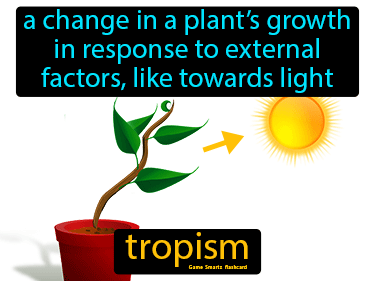 a change in a plant's growth
in response to external
factors, like towards light
tropism
Game Smarts flashcard